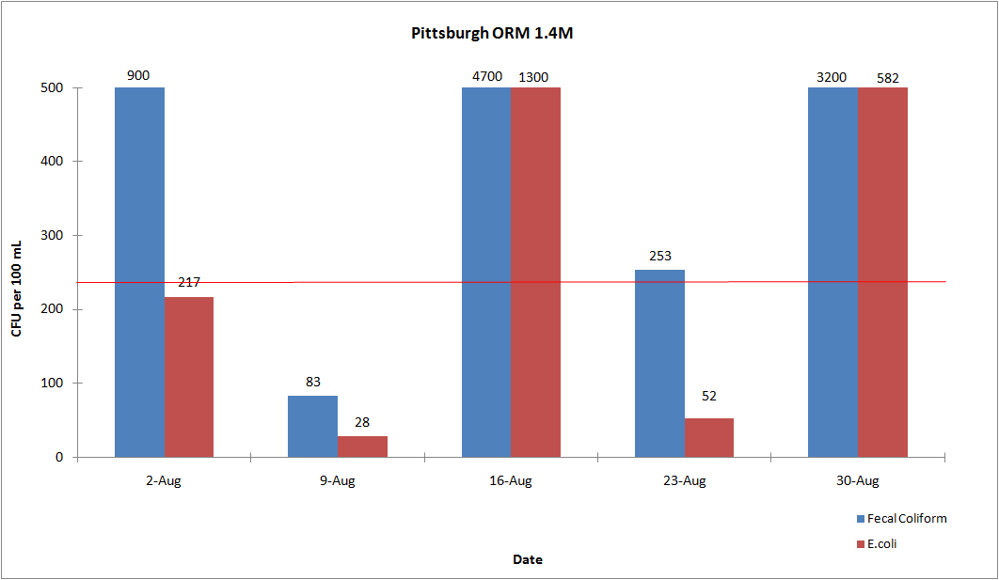 Pittsburgh ORM 1.4M
900
4700
1300
3200
582
500
400
300
253
217
CFU per 100 mL
200
100
83
52
28
0
2-Aug
9-Aug
16-Aug
23-Aug
30-Aug
Fecal Coliform
E.coli
Date